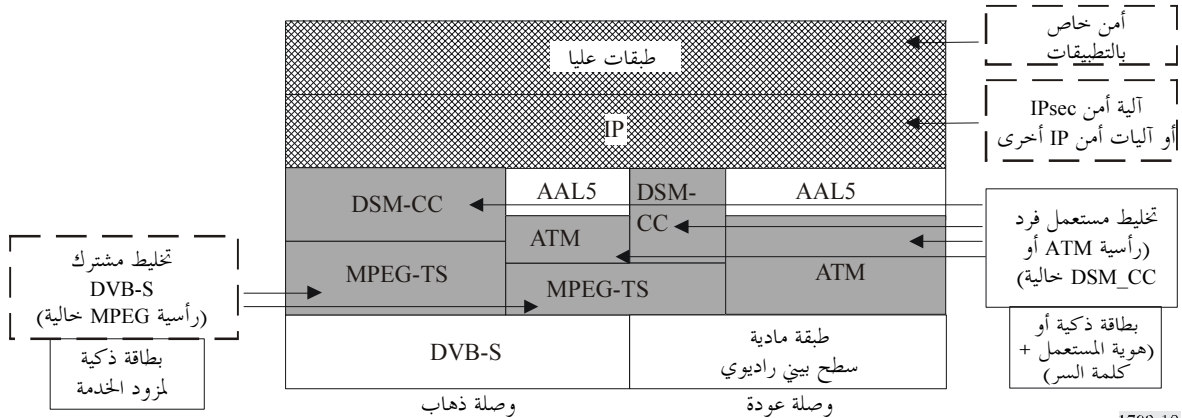 أمن خاص
بالتطبيقات
طبقات عليا
آلية أمن IPsec
أو آليات أمن IP أخرى
IP
AAL5
DSM-
CC
AAL5
DSM-CC
ATM
تخليط مستعمل فرد
(رأسية ATM أو
DSM_CC خالية)
تخليط مشترك
DVB-S
(رأسية MPEG خالية)
MPEG-TS
MPEG-TS
ATM
بطاقة ذكية
لمزود الخدمة
DVB-S
طبقة مادية
سطح بيني راديوي
بطاقة ذكية أو
(هوية المستعمل +
كلمة السر)
وصلة ذهاب
وصلة عودة